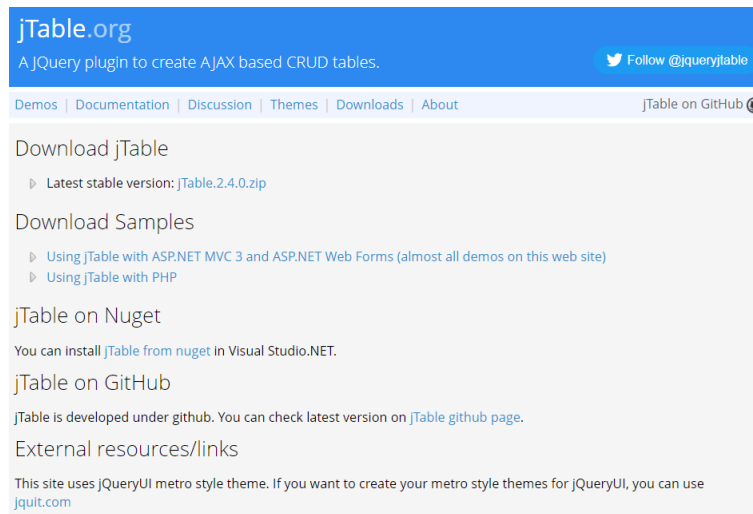 jTable.org
A JQuery plugin to create AJAX based CRUD tables.
Follow @jqueryjtable
Demos | Documentation | Discussion | Themes | Downloads | About
jTable on GitHub
Download jTable
Latest stable version: jTable.2.4.0.zip
Download Samples
Using jTable with ASP.NET MVC 3 and ASP.NET Web Forms (almost all demos on this web site)
Using jTable with PHP
jTable on Nuget
You can install jTable from nuget in Visual Studio.NET.
jTable on GitHub
jTable is developed under github. You can check latest version on jTable github page.
External resources/links
This site uses jQueryUI metro style theme. If you want to create your metro style themes for jQueryUI, you can use
jquit.com